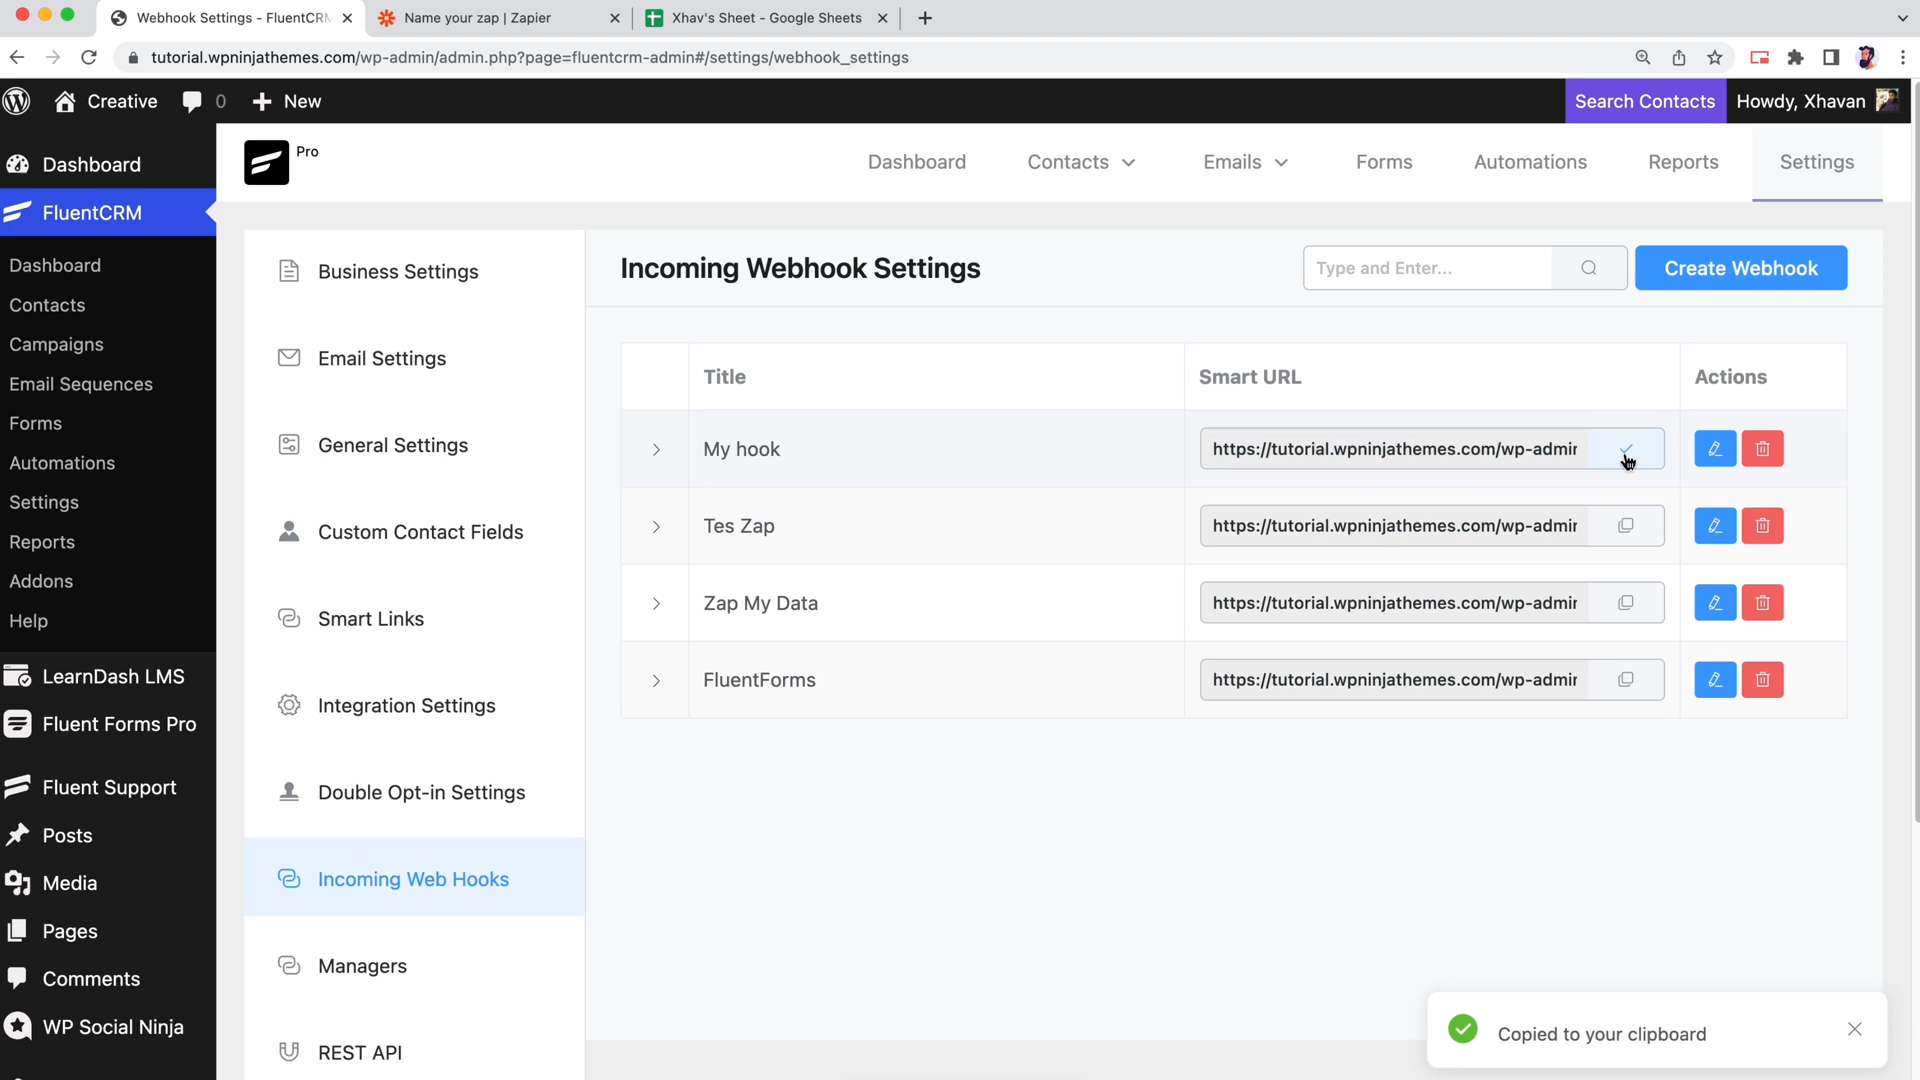 Webhook Settings - FluentCRM
Name your zap | Zapier
Xhav's Sheet - Google Sheets
tutorial.wpninjathemes.com/wp-admin/admin.php?page=fluentcrm-admin#/settings/webhook_settings
Creative
0
New
Search Contacts
Howdy, Xhavan
Dashboard
FluentCRM
Dashboard
Contacts
Campaigns
Email Sequences
Forms
Automations
Settings
Reports
Addons
Help
LearnDash LMS
Fluent Forms Pro
Fluent Support
Posts
Media
Pages
Comments
WP Social Ninja
Pro
Dashboard
Contacts
Emails
Forms
Automations
Reports
Settings
Business Settings
Email Settings
General Settings
Custom Contact Fields
Smart Links
Integration Settings
Double Opt-in Settings
Incoming Web Hooks
Managers
REST API
Incoming Webhook Settings
Type and Enter...
Create Webhook
Title
Smart URL
Actions
My hook
https://tutorial.wpninjathemes.com/wp-admin
Tes Zap
https://tutorial.wpninjathemes.com/wp-admin
Zap My Data
https://tutorial.wpninjathemes.com/wp-admin
FluentForms
https://tutorial.wpninjathemes.com/wp-admin
Copied to your clipboard